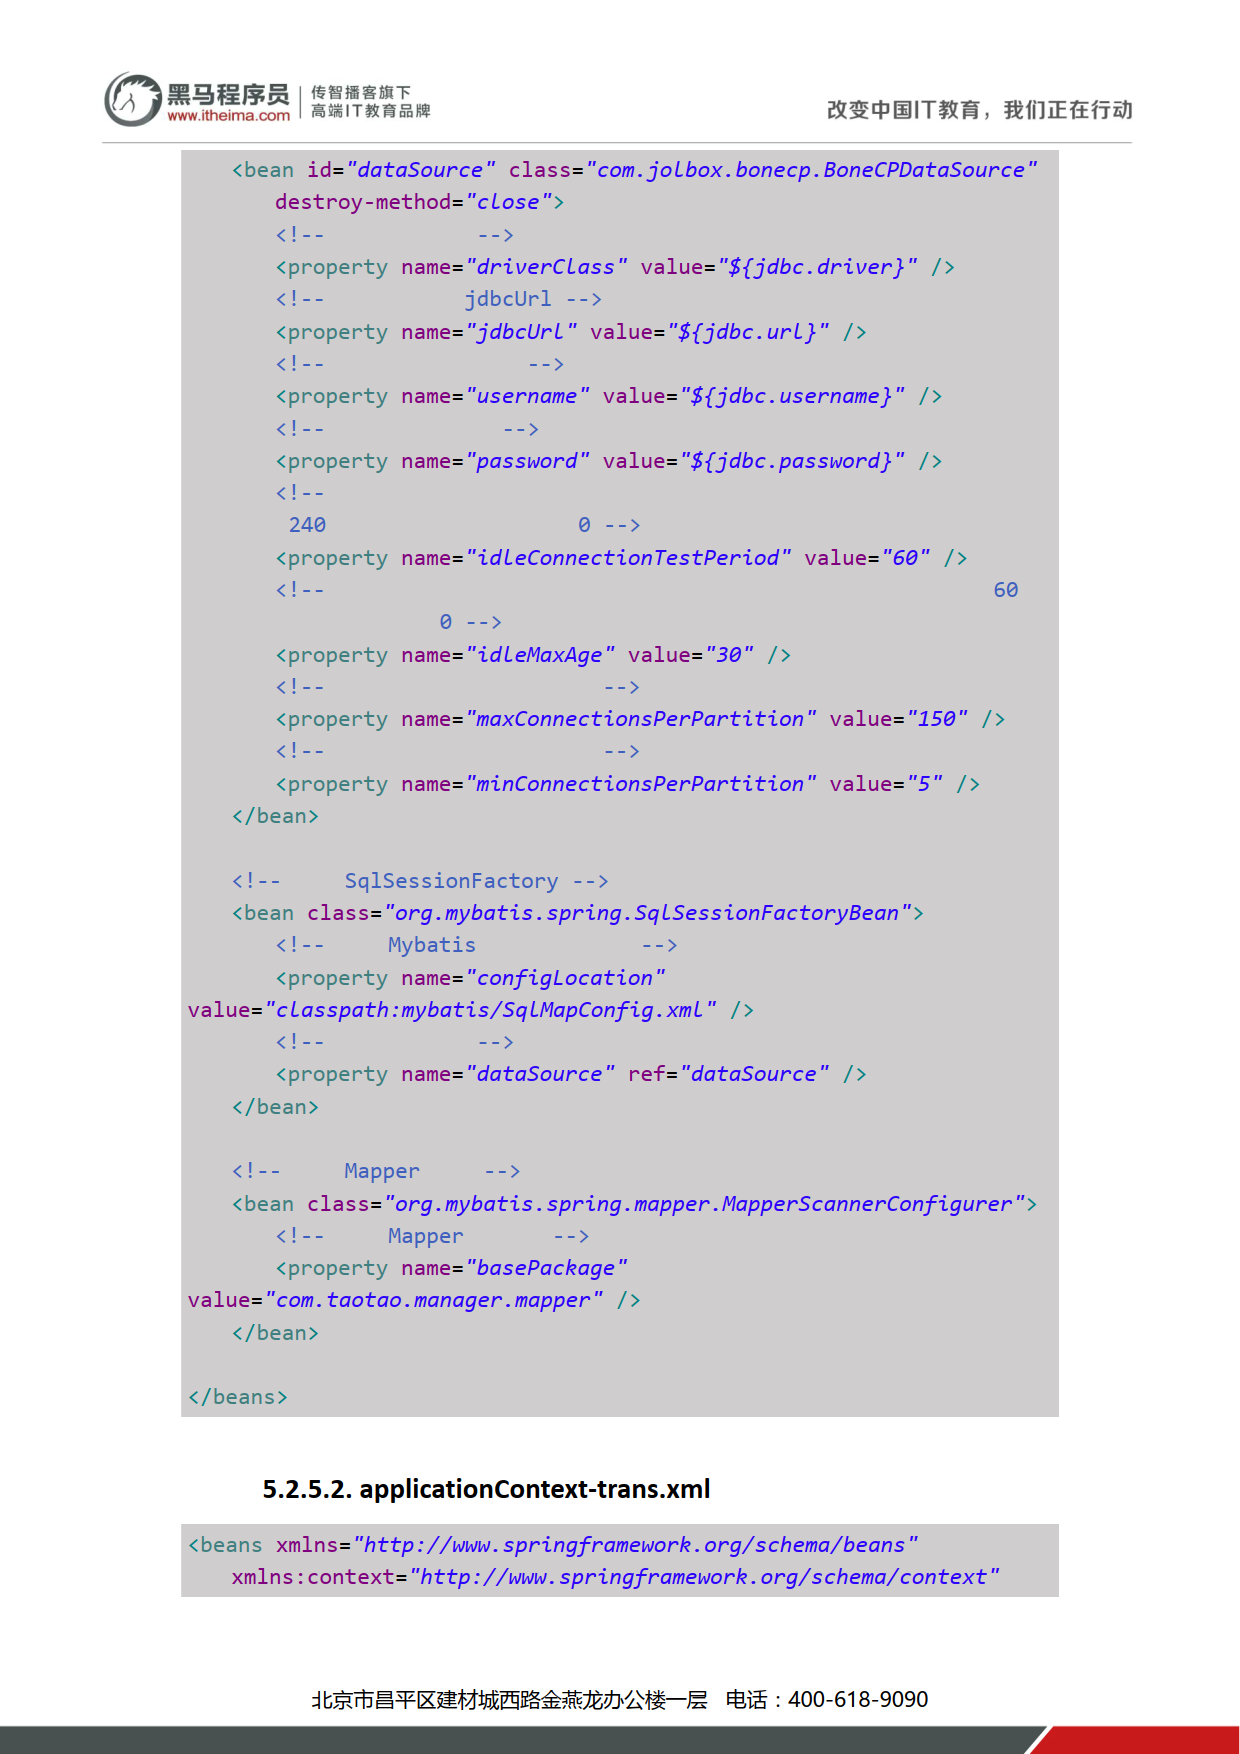 黑马程序员
www.itheima.com
传智播客旗下
高端IT教育品牌
改变中国IT教育，我们正在行动
<bean id="dataSource" class="com.jolbox.bonecp.BoneCPDataSource"
destroy-method="close">
<!-- -->
<property name="driverClass" value="${jdbc.driver}" />
<!-- jdbcUrl -->
<property name="jdbcUrl" value="${jdbc.url}" />
<!-- -->
<property name="username" value="${jdbc.username}" />
<!-- -->
<property name="password" value="${jdbc.password}" />
<!--
240 0 -->
<property name="idleConnectionTestPeriod" value="60" />
<!-- 60
0 -->
<property name="idleMaxAge" value="30" />
<!-- -->
<property name="maxConnectionsPerPartition" value="150" />
<!-- -->
<property name="minConnectionsPerPartition" value="5" />
</bean>
<!-- SqlSessionFactory -->
<bean class="org.mybatis.spring.SqlSessionFactoryBean">
<!-- Mybatis -->
<property name="configLocation"
value="classpath:mybatis/SqlMapConfig.xml" />
<!-- -->
<property name="dataSource" ref="dataSource" />
</bean>
<!-- Mapper -->
<bean class="org.mybatis.spring.mapper.MapperScannerConfigurer">
<!-- Mapper -->
<property name="basePackage"
value="com.taotao.manager.mapper" />
</bean>
</beans>
5.2.5.2. applicationContext-trans.xml
<beans xmlns="http://www.springframework.org/schema/beans"
xmlns:context="http://www.springframework.org/schema/context"
北京市昌平区建材城西路金燕龙办公楼一层 电话：400-618-9090